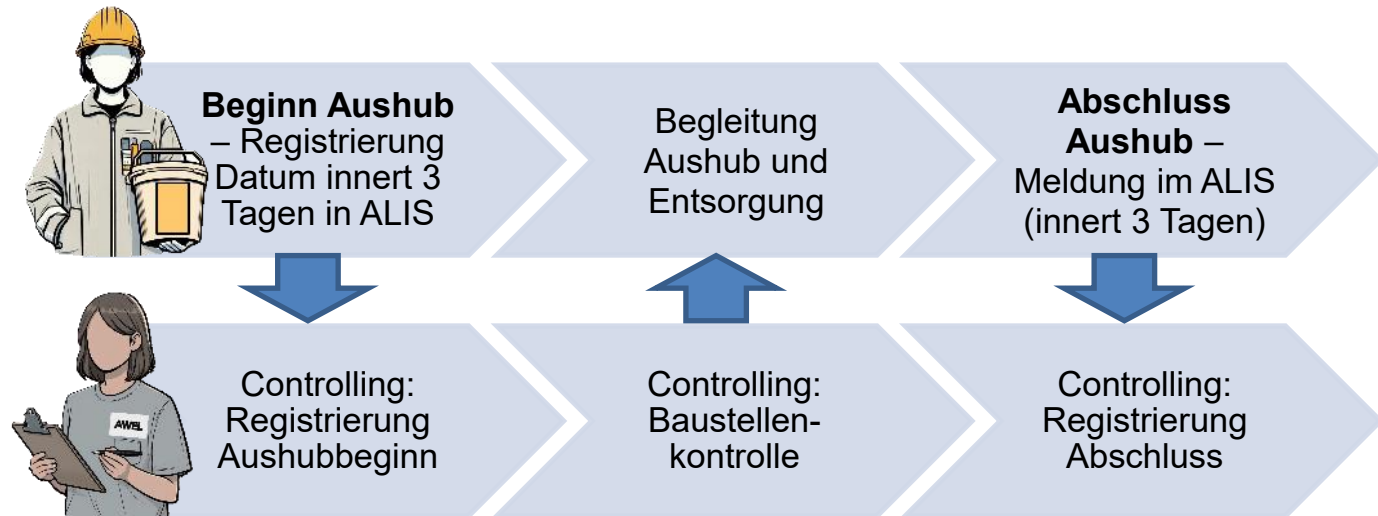 Beginn Aushub
– Registrierung
Datum innert 3
Tagen in ALIS
Begleitung
Aushub und
Entsorgung
Abschluss
Aushub –
Meldung im ALIS
(innert 3 Tagen)
AWEL
Controlling:
Registrierung
Aushubbeginn
Controlling:
Baustellen-
kontrolle
Controlling:
Registrierung
Abschluss